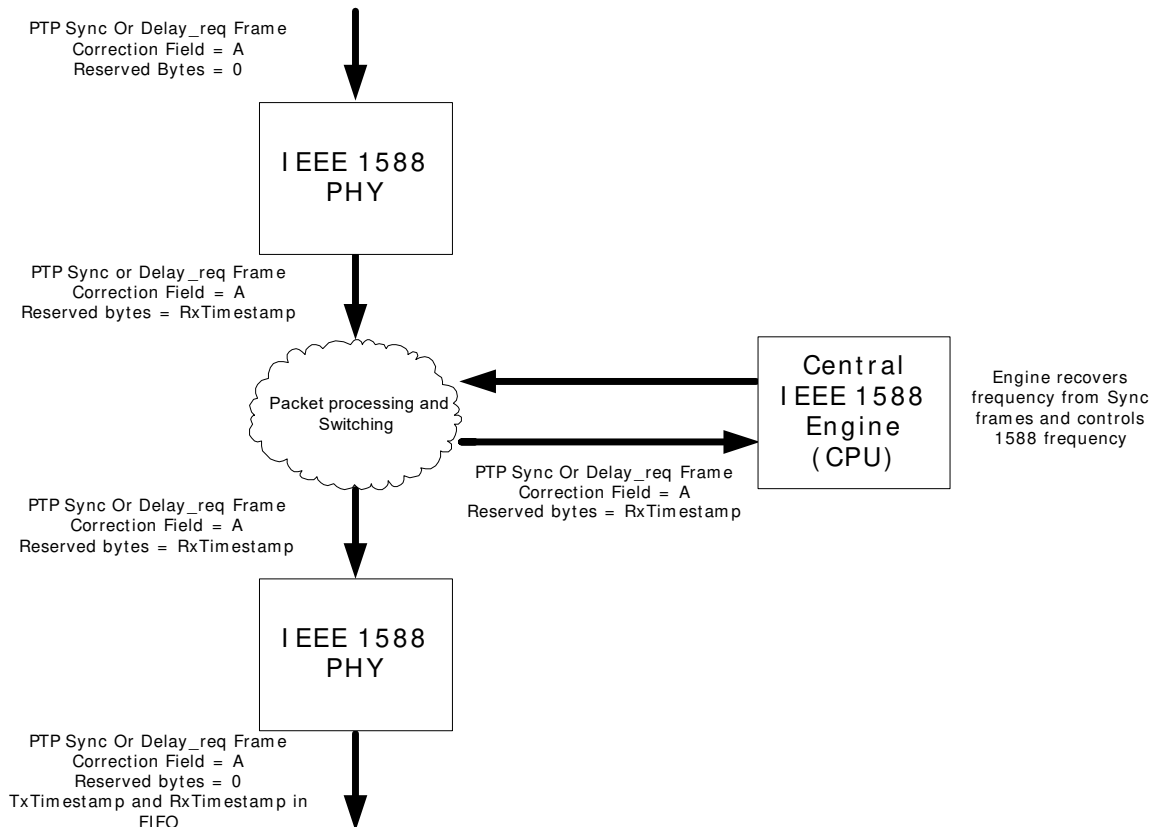 PTP Sync Or Delay_req Frame
Correction Field = A
Reserved Bytes = 0
IEEE 1588
PHY
PTP Sync or Delay_req Frame
Correction Field = A
Reserved bytes = RxTimestamp
Packet processing and
Switching
Central
IEEE 1588
Engine
(CPU)
Engine recovers
frequency from Sync
frames and controls
1588 frequency
PTP Sync Or Delay_req Frame
Correction Field = A
Reserved bytes = RxTimestamp
PTP Sync Or Delay_req Frame
Correction Field = A
Reserved bytes = RxTimestamp
IEEE 1588
PHY
PTP Sync Or Delay_req Frame
Correction Field = A
Reserved bytes = 0
TxTimestamp and RxTimestamp in
FIFO